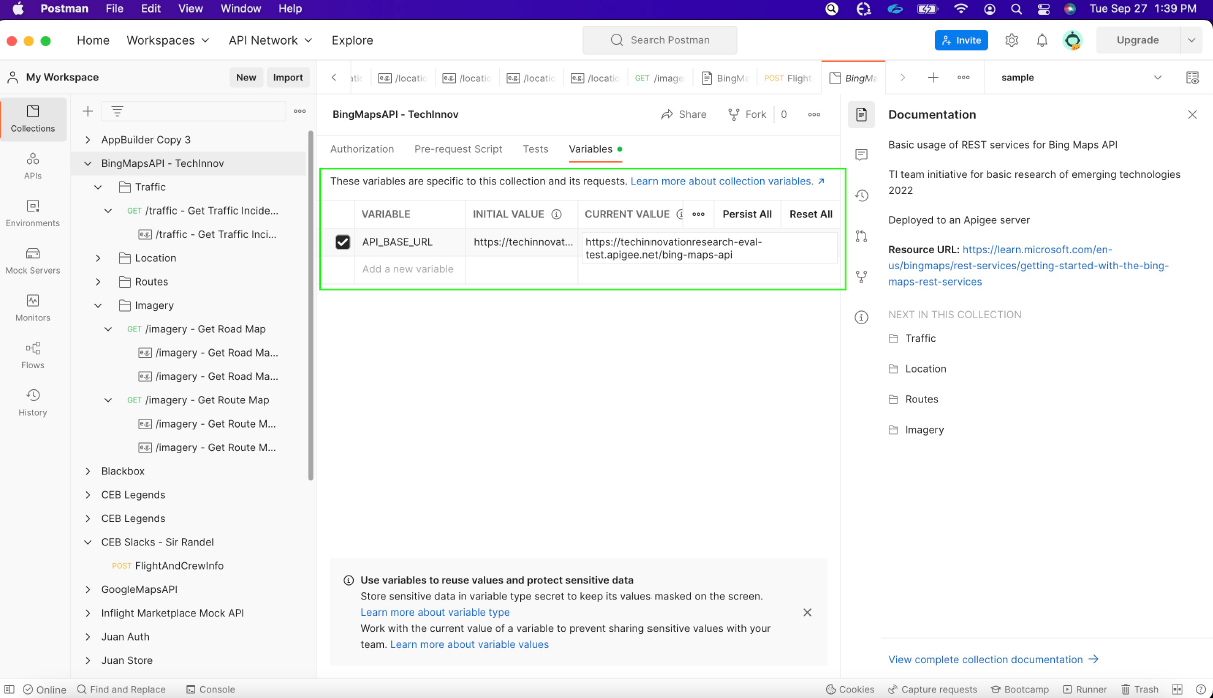 Postman File Edit View Window Help Tue Sep 27 1:39 PM
Home Workspaces API Network Explore Search Postman Invite Upgrade
My Workspace New Import
/locatic /locatic /locatic /locatic GET /image BingMa POST Flight BingMa sample
Collections
APIs
Environments
Mock Servers
Monitors
Flows
History
AppBuilder Copy 3
BingMapsAPI - TechInnov
Traffic
GET /traffic - Get Traffic Incide...
e.g. /traffic - Get Traffic Inci...
Location
Routes
Imagery
GET /imagery - Get Road Map
e.g. /imagery - Get Road Ma...
e.g. /imagery - Get Road Ma...
GET /imagery - Get Route Map
e.g. /imagery - Get Route M...
e.g. /imagery - Get Route M...
Blackbox
CEB Legends
CEB Legends
CEB Slacks - Sir Randel
POST FlightAndCrewInfo
GoogleMapsAPI
Inflight Marketplace Mock API
Juan Auth
Juan Store
BingMapsAPI - TechInnov Share Fork 0
Authorization Pre-request Script Tests Variables
These variables are specific to this collection and its requests. Learn more about collection variables. ↗
VARIABLE INITIAL VALUE CURRENT VALUE Persist All Reset All
API_BASE_URL https://techinnovat... https://techinnovationresearch-eval-
test.apigee.net/bing-maps-api
Add a new variable
Use variables to reuse values and protect sensitive data
Store sensitive data in variable type secret to keep its values masked on the screen.
Learn more about variable type
Work with the current value of a variable to prevent sharing sensitive values with your
team. Learn more about variable values
Documentation
Basic usage of REST services for Bing Maps API
TI team initiative for basic research of emerging technologies
2022
Deployed to an Apigee server
Resource URL: https://learn.microsoft.com/en-
us/bingmaps/rest-services/getting-started-with-the-bing-
maps-rest-services
NEXT IN THIS COLLECTION
Traffic
Location
Routes
Imagery
View complete collection documentation →
Online Find and Replace Console Cookies Capture requests Bootcamp Runner Trash